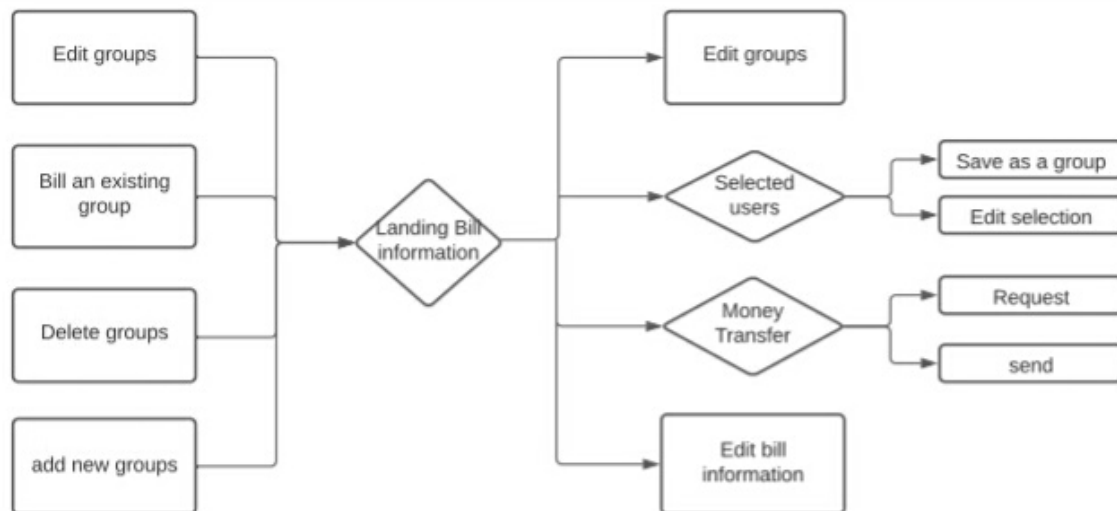 Edit groups
Bill an existing
group
Delete groups
add new groups
Landing Bill
information
Edit groups
Selected
users
Money
Transfer
Edit bill
information
Save as a group
Edit selection
Request
send